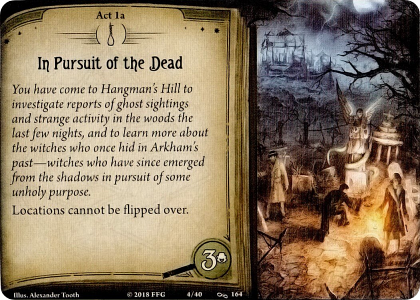 Act 1a
In Pursuit of the Dead
You have come to Hangman's Hill to
investigate reports of ghost sightings
and strange activity in the woods the
last few nights, and to learn more about
the witches who once hid in Arkham's
past—witches who have since emerged
from the shadows in pursuit of some
unholy purpose.
Locations cannot be flipped over.
3
Illus. Alexander Tooth
© 2018 FFG
4/40
164